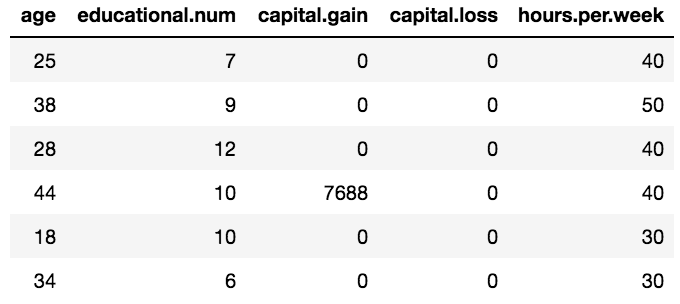 age educational.num capital.gain capital.loss hours.per.week
25 7 0 0 40
38 9 0 0 50
28 12 0 0 40
44 10 7688 0 40
18 10 0 0 30
34 6 0 0 30